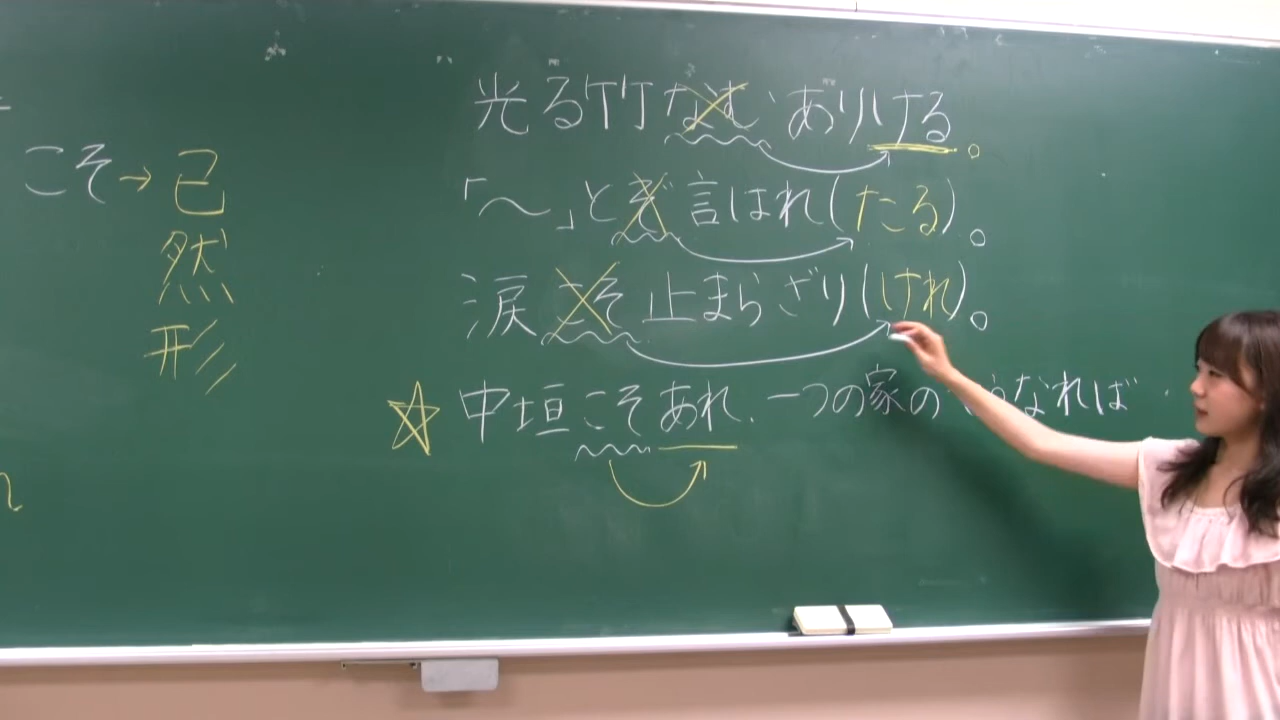 こそ→已然形
光る竹なむありける。
「〜」とぞ言はれ(たる)。
涙こそ止まらざり(けれ)。
☆中垣こそあれ、一つの家の うなれば